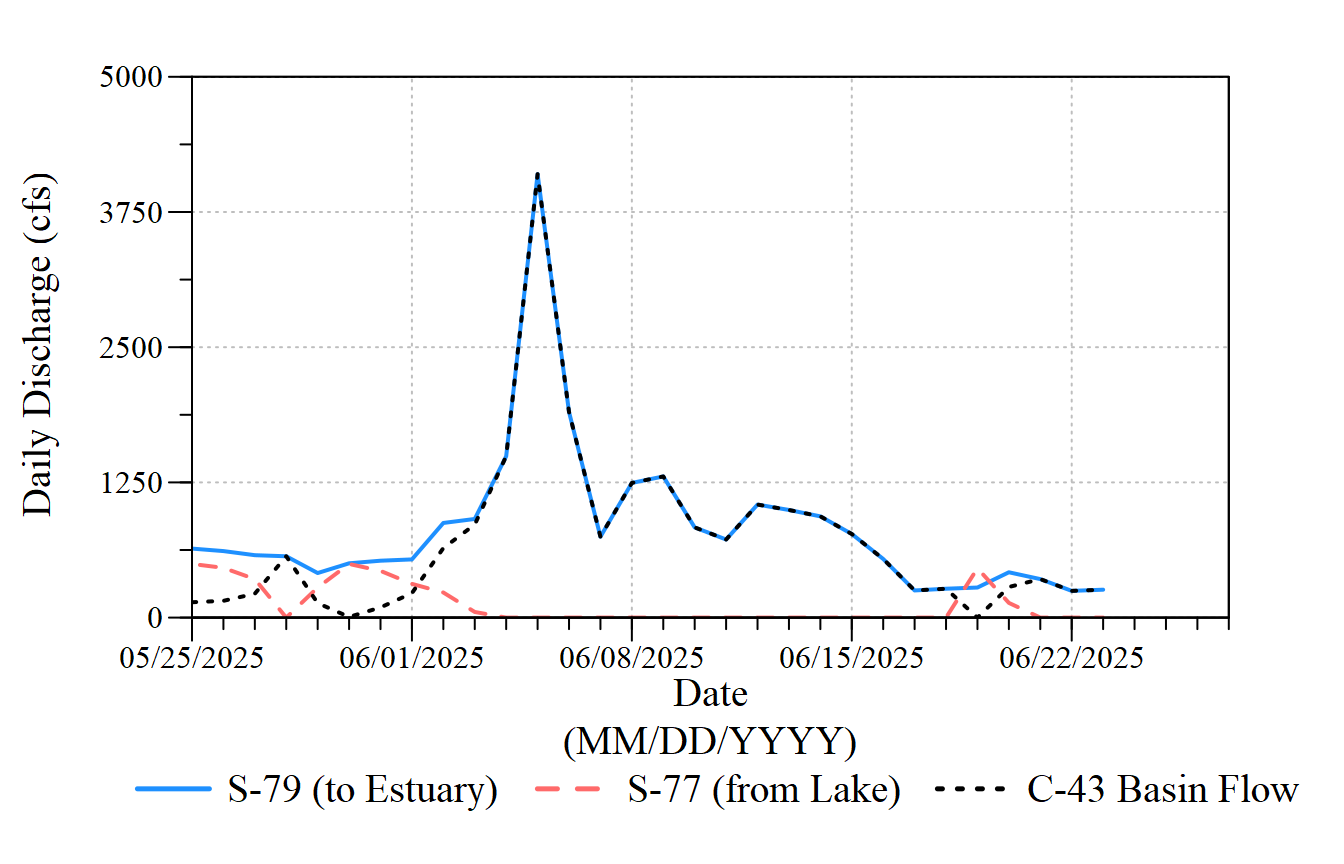 5000
3750
2500
1250
0
Daily Discharge (cfs)
05/25/2025 06/01/2025 06/08/2025 06/15/2025 06/22/2025
Date
(MM/DD/YYYY)
S-79 (to Estuary) S-77 (from Lake) C-43 Basin Flow